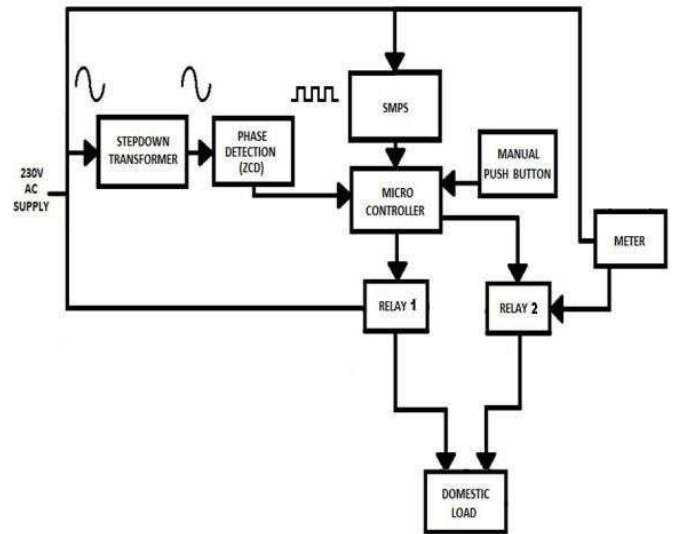 SMPS
STEPDOWN
TRANSFORMER
PHASE
DETECTION
(ZCD)
MANUAL
PUSH BUTTON
230V
AC
SUPPLY
MICRO
CONTROLLER
METER
RELAY 1
RELAY 2
DOMESTIC
LOAD